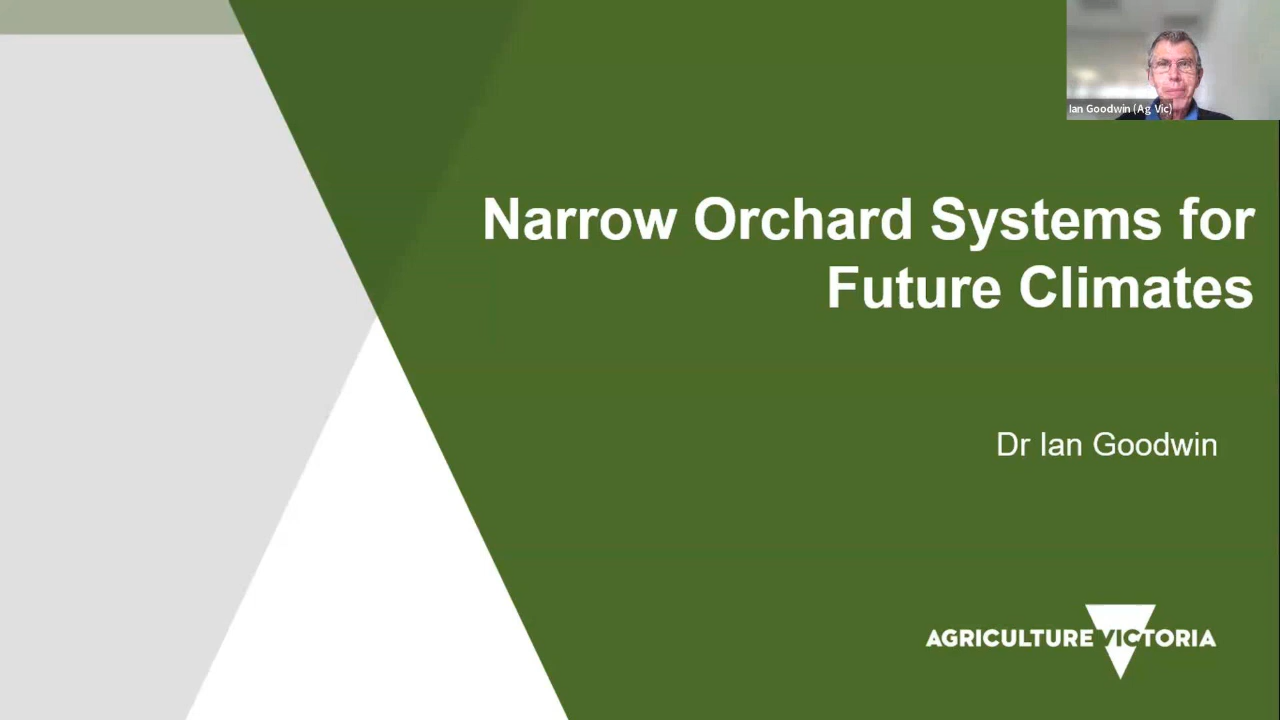 Ian Goodwin (Ag Vic)
Narrow Orchard Systems for
Future Climates
Dr Ian Goodwin
AGRICULTURE VICTORIA